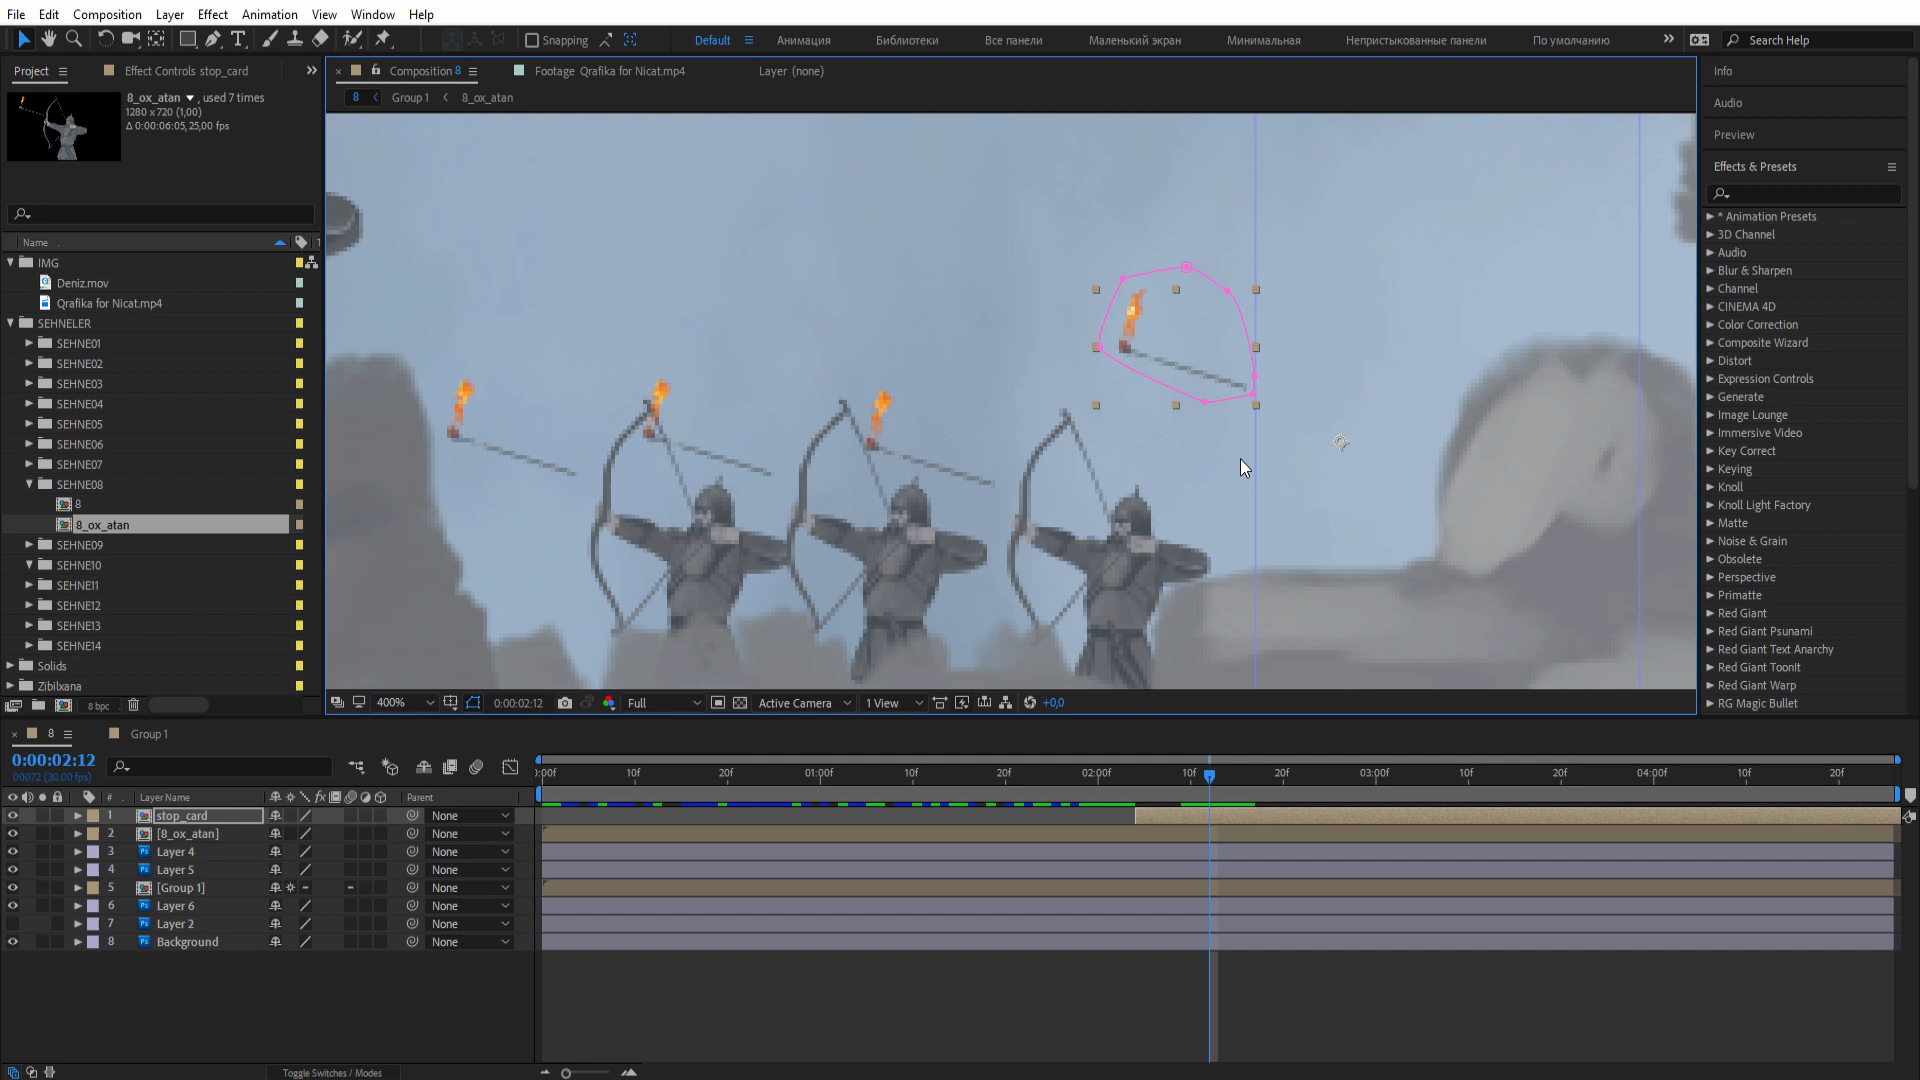 File Edit Composition Layer Effect Animation View Window Help
Snapping
Default Анимация Библиотеки Все панели Маленький экран Минимальная Непристыкованные панели По умолчанию
Search Help
Project Effect Controls stop_card
8_ox_atan , used 7 times
1280 x 720 (1,00)
Δ 0:00:06:05, 25,00 fps
Name
IMG
Deniz.mov
Qrafika for Nicat.mp4
SEHNELER
SEHNE01
SEHNE02
SEHNE03
SEHNE04
SEHNE05
SEHNE06
SEHNE07
SEHNE08
8
8_ox_atan
SEHNE09
SEHNE10
SEHNE11
SEHNE12
SEHNE13
SEHNE14
Solids
Zibilxana
8 bpc
Composition 8 Footage Qrafika for Nicat.mp4 Layer (none)
8 Group 1 8_ox_atan
400% 0:00:02:12 Full Active Camera 1 View +0,0
Info
Audio
Preview
Effects & Presets
* Animation Presets
3D Channel
Audio
Blur & Sharpen
Channel
CINEMA 4D
Color Correction
Composite Wizard
Distort
Expression Controls
Generate
Image Lounge
Immersive Video
Key Correct
Keying
Knoll
Knoll Light Factory
Matte
Noise & Grain
Obsolete
Perspective
Primatte
Red Giant
Red Giant Psunami
Red Giant Text Anarchy
Red Giant ToonIt
Red Giant Warp
RG Magic Bullet
8 Group 1
0:00:02:12
00072 (30.00 fps)
:00f 10f 20f 01:00f 10f 20f 02:00f 10f 20f 03:00f 10f 20f 04:00f 10f 20f
# Layer Name fx Parent
1 stop_card None
2 [8_ox_atan] None
3 Layer 4 None
4 Layer 5 None
5 [Group 1] None
6 Layer 6 None
7 Layer 2 None
8 Background None
Toggle Switches / Modes